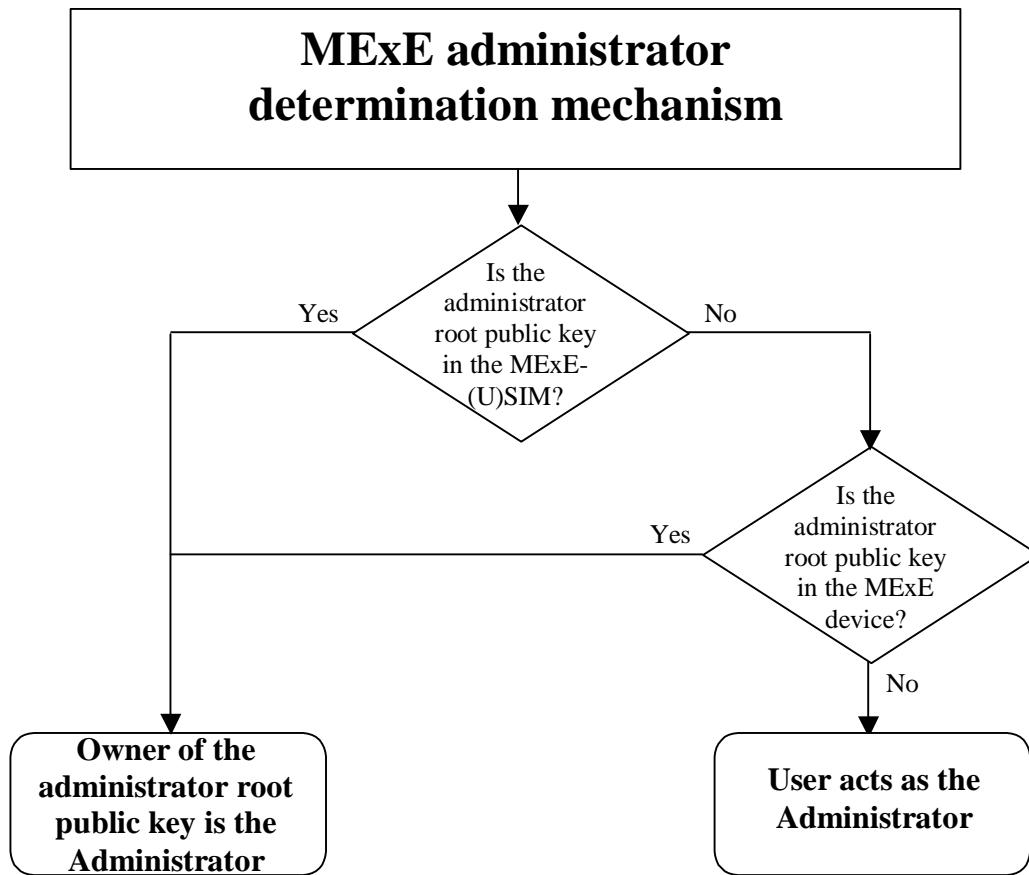 MExE administrator
determination mechanism
Is the
administrator
root public key
in the MExE-
(U)SIM?
Yes
No
Is the
administrator
root public key
in the MExE
device?
Yes
No
Owner of the
administrator root
public key is the
Administrator
User acts as the
Administrator